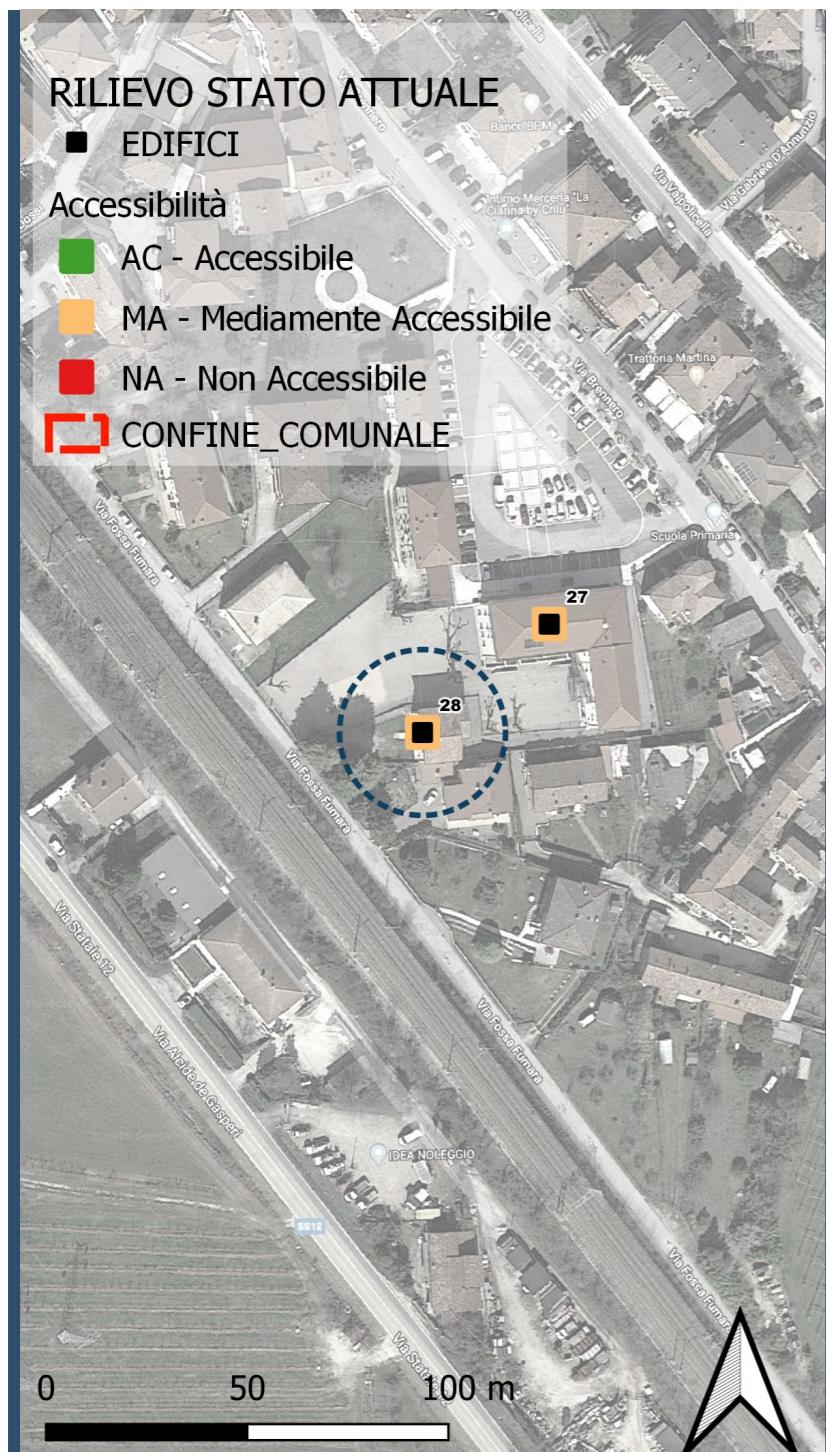 Via Valpolicella
RILIEVO STATO ATTUALE
EDIFICI
Accessibilità
AC - Accessibile
MA - Mediamente Accessibile
NA - Non Accessibile
CONFINE_COMUNALE
Banco BPM
Via Gabriele D'Annunzio
Via Valpolicella
Intimo Merceria "La
Ciarina by Crilu"
Trattoria Martina
Via Brennero
Scuola Primaria
Via Fossa Fumara
27
28
Via Fossa Fumara
Via Statale 12
Via Fossa Fumara
Via Alcide de Gasperi
IDEA NOLEGGIO
SS12
Via Fossa Fumara
0 50 100 m